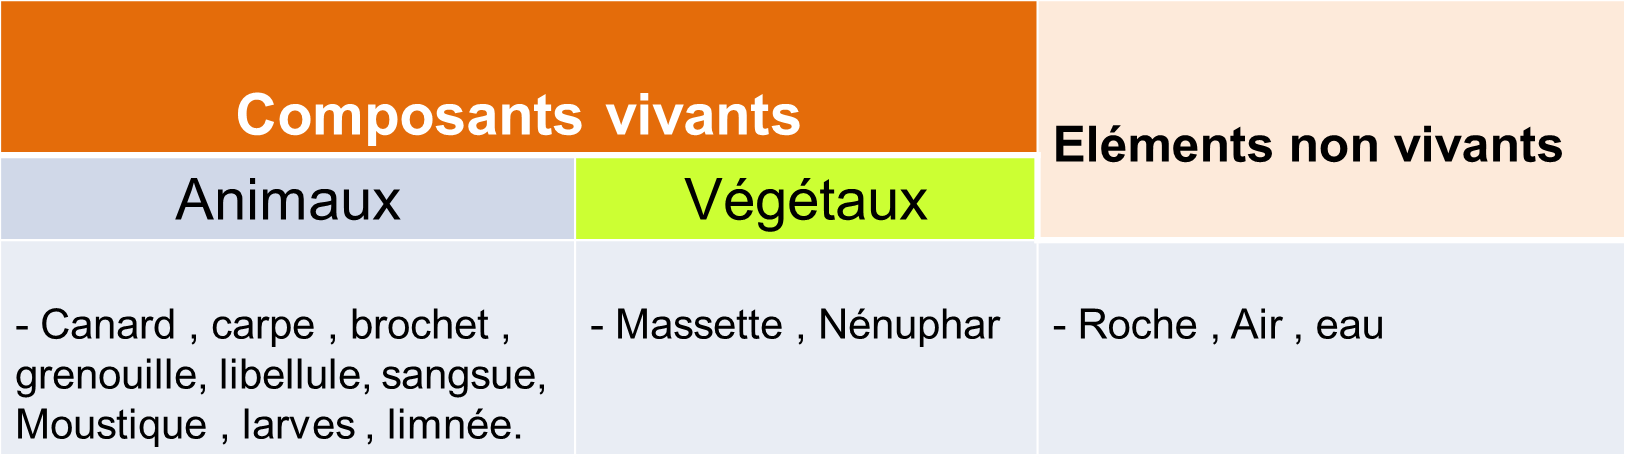 Composants vivants
Eléments non vivants
Animaux
Végétaux
- Canard , carpe , brochet ,
grenouille, libellule, sangsue,
Moustique , larves , limnée.
- Massette , Nénuphar
- Roche , Air , eau